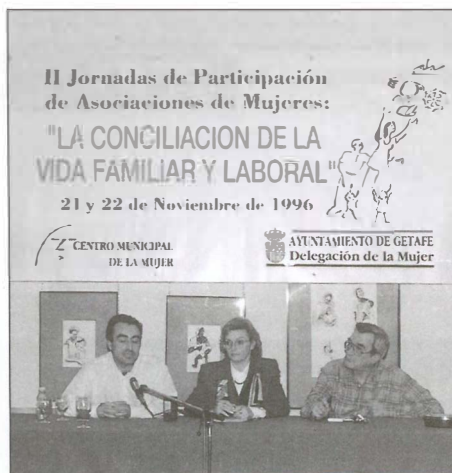 II Jornadas de Participación
de Asociaciones de Mujeres:
"LA CONCILIACION DE LA
VIDA FAMILIAR Y LABORAL"
21 y 22 de Noviembre de 1996
CENTRO MUNICIPAL
DE LA MUJER
AYUNTAMIENTO DE GETAFE
Delegación de la Mujer